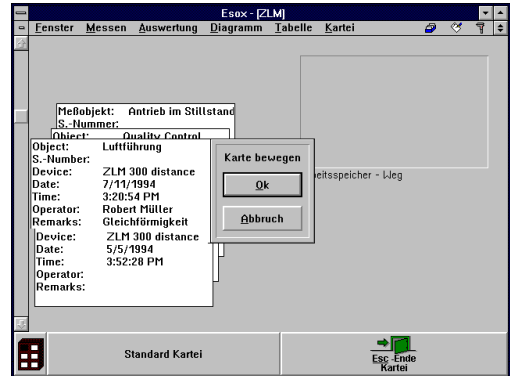 Esox - [ZLM]
Fenster Messen Auswertung Diagramm Tabelle Kartei
Meßobjekt: Antrieb im Stillstand
S.-Nummer:
Object: Quality Control
Object: Luftführung
S.-Number:
Device: ZLM 300 distance
Date: 7/11/1994
Time: 3:20:54 PM
Operator: Robert Müller
Remarks: Gleichförmigkeit
Device: ZLM 300 distance
Date: 5/5/1994
Time: 3:52:28 PM
Operator:
Remarks:
Karte bewegen
Ok
Abbruch
eitsspeicher - Weg
Standard Kartei
Esc -Ende
Kartei